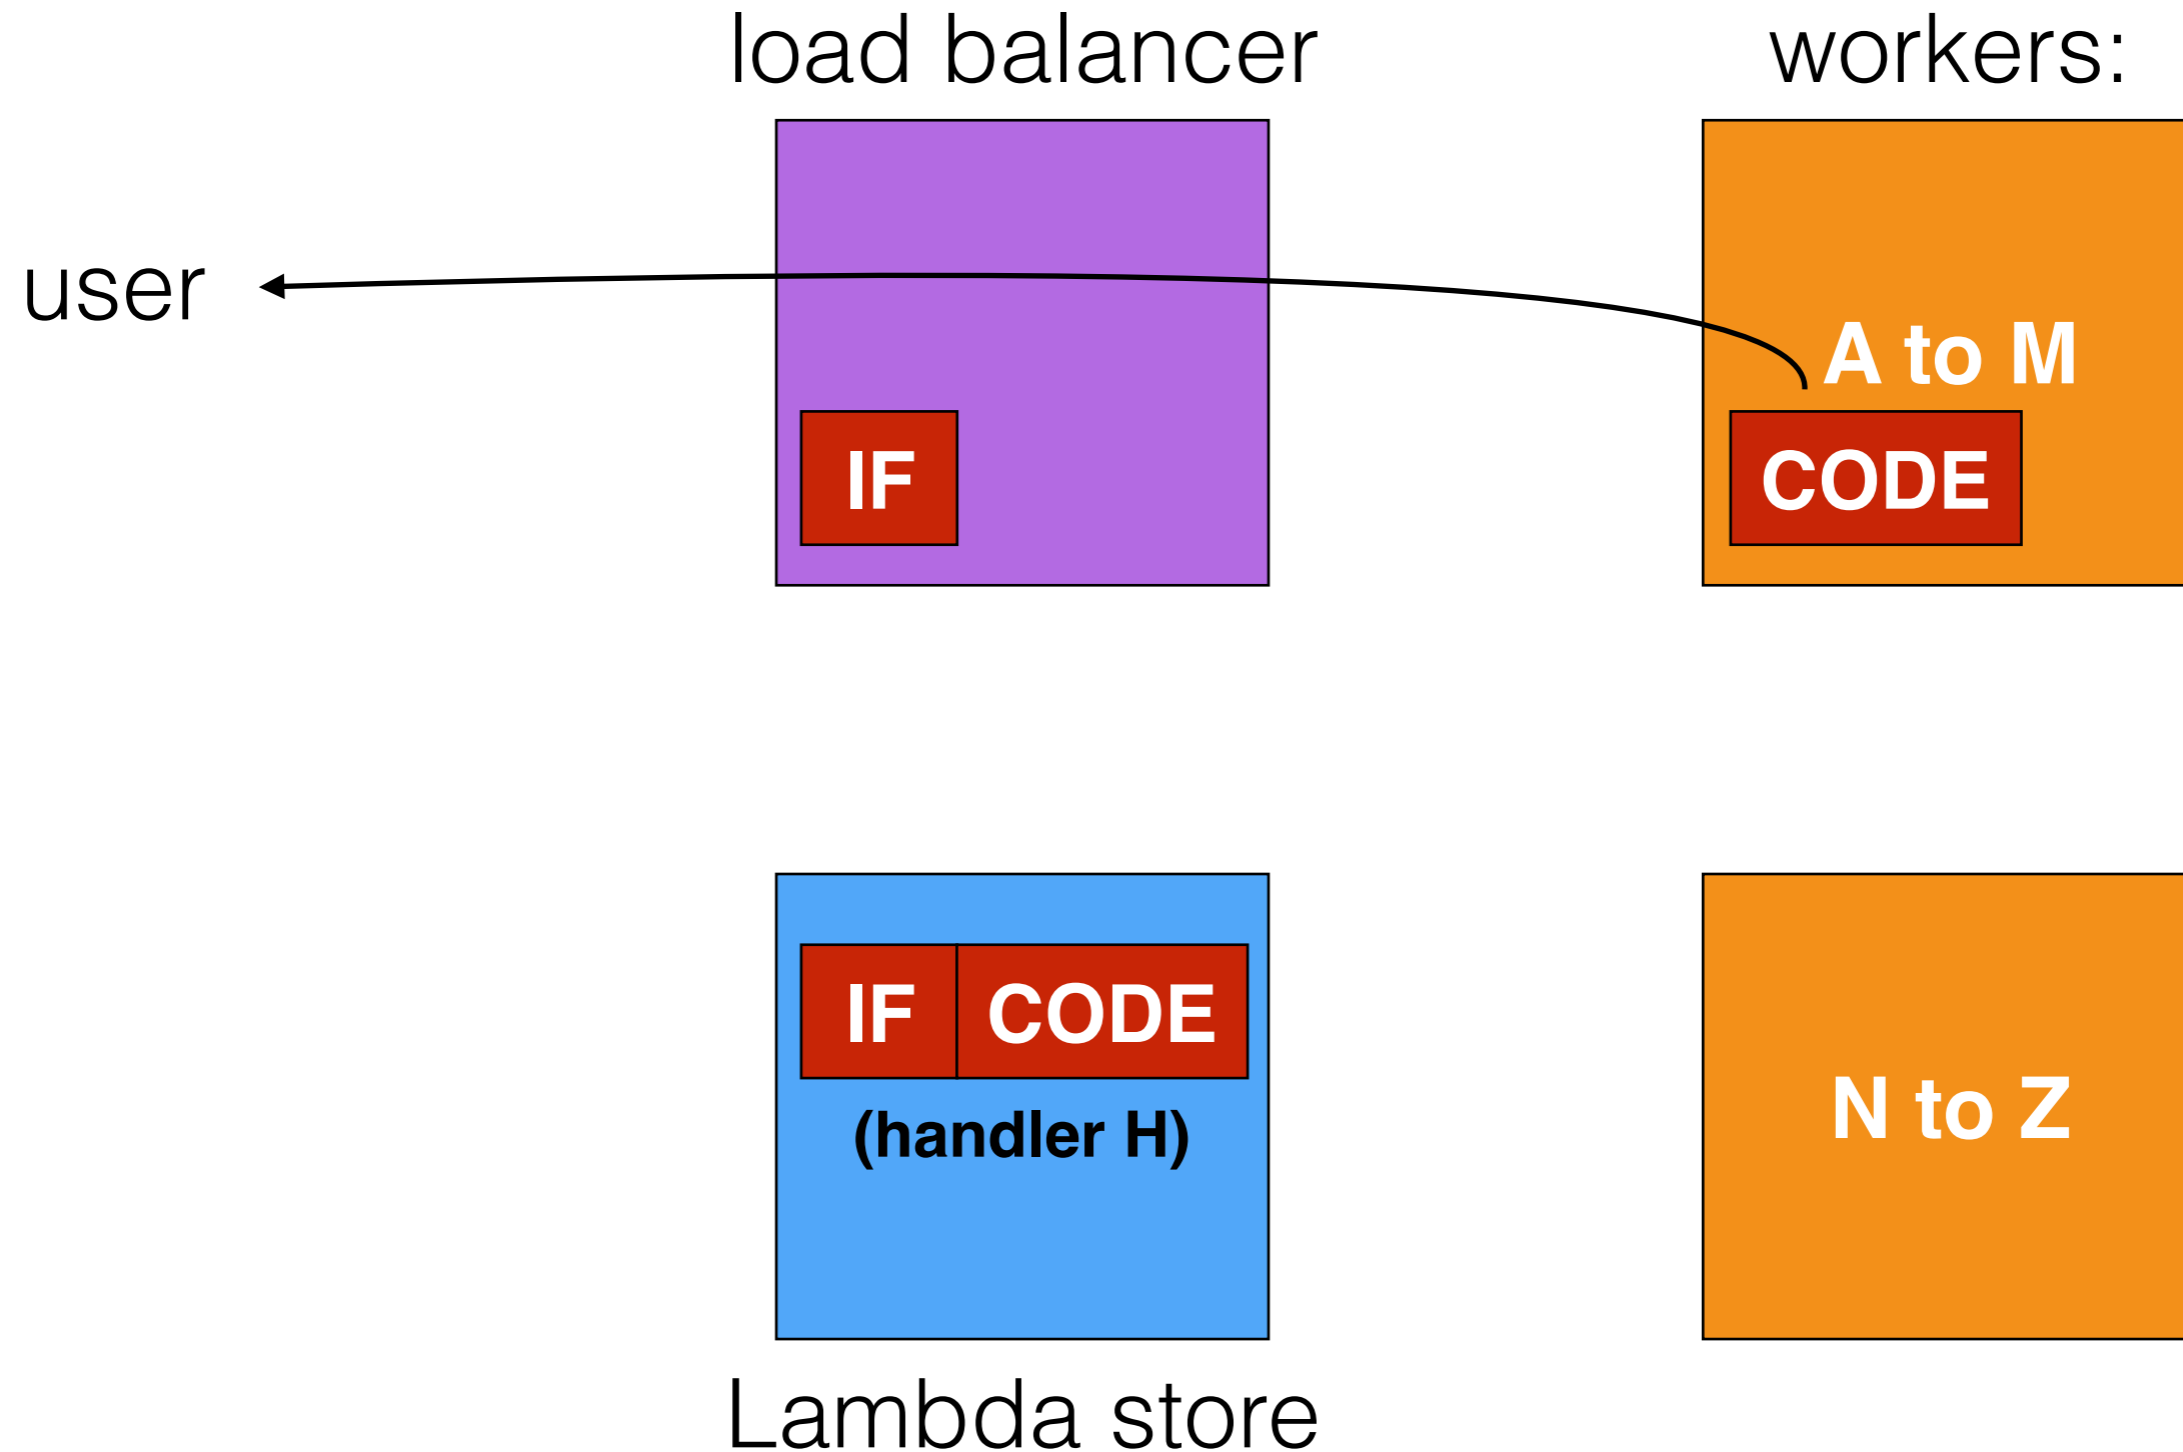 load balancer
workers:
user
A to M
IF
CODE
IF CODE
(handler H)
N to Z
Lambda store